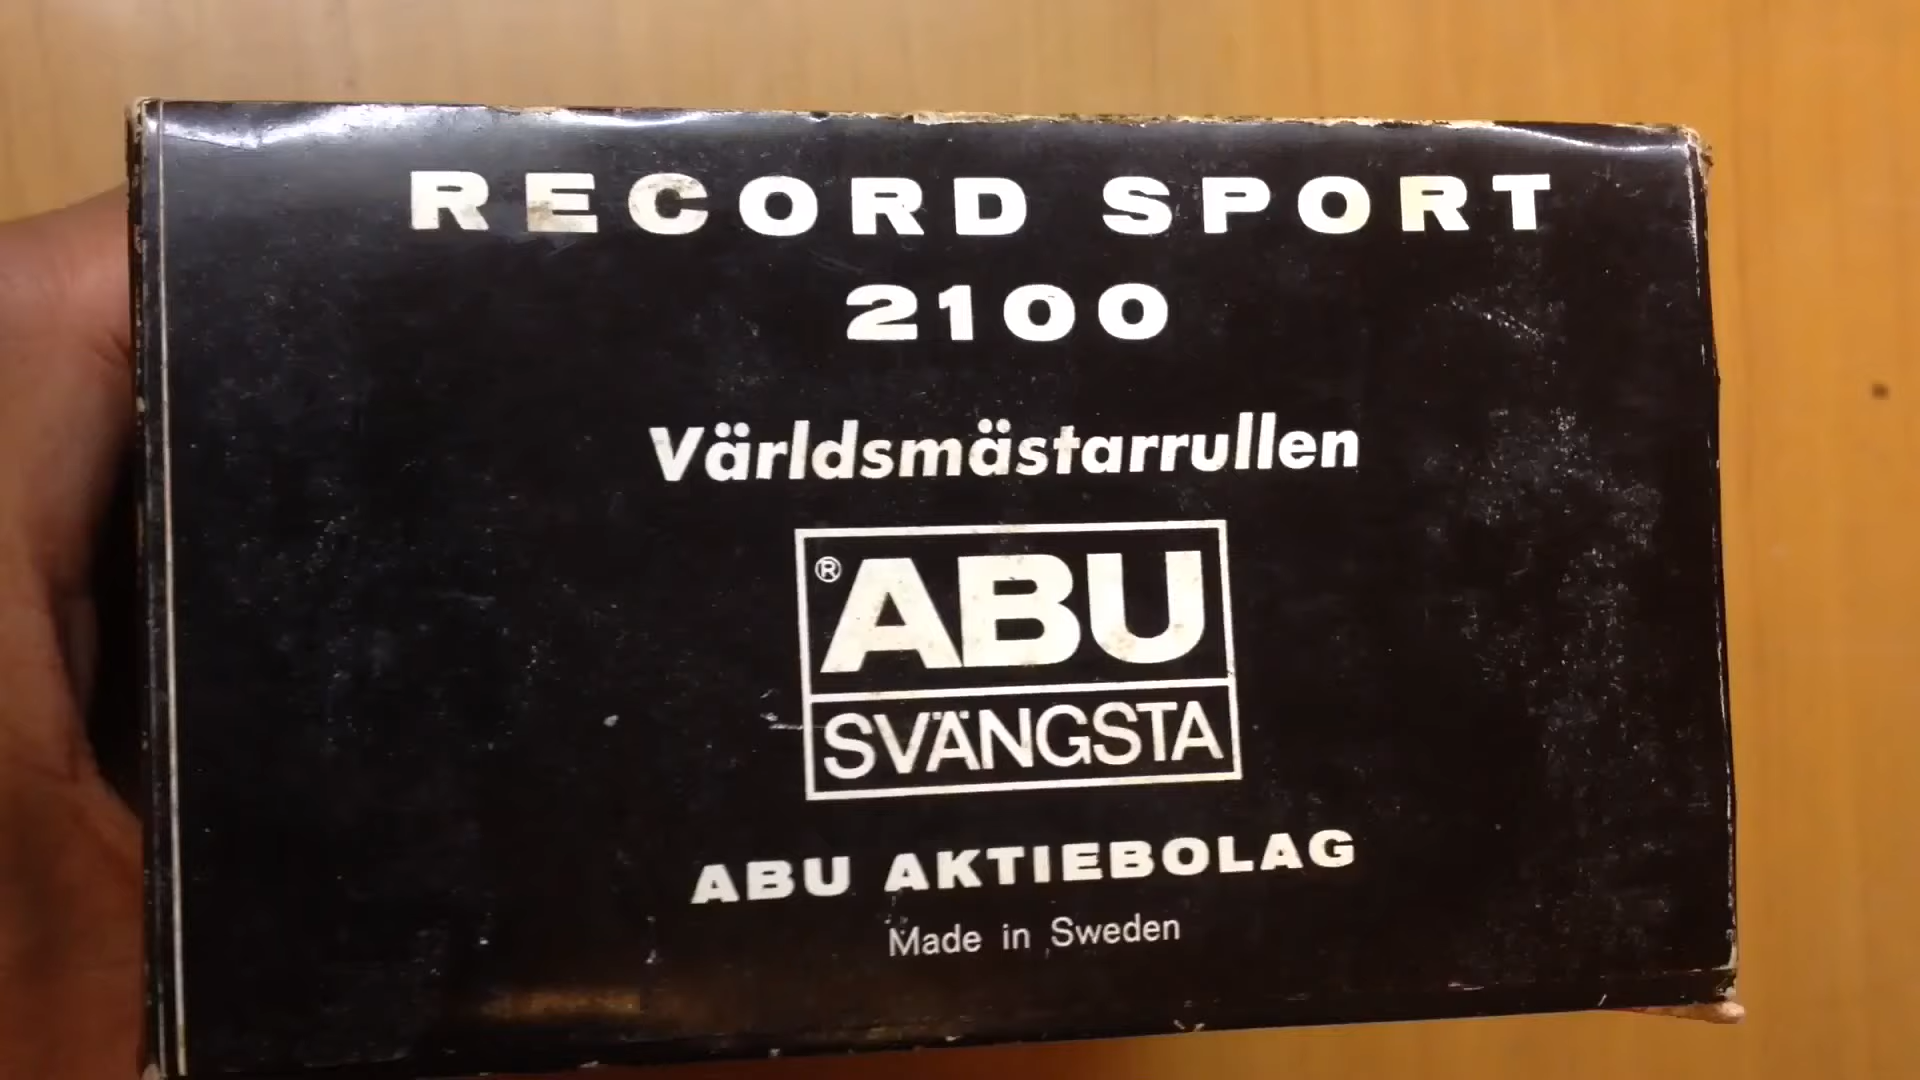 RECORD SPORT
2100
Världsmästarrullen
® ABU
SVÄNGSTA
ABU AKTIEBOLAG
Made in Sweden